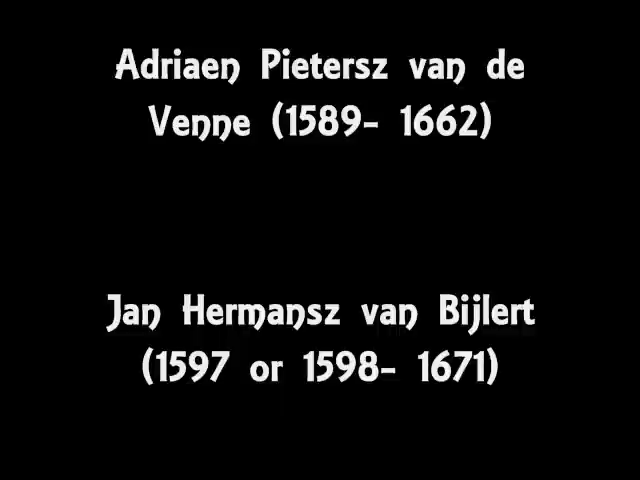 Adriaen Pietersz van de
Venne (1589- 1662)
Jan Hermansz van Bijlert
(1597 or 1598- 1671)